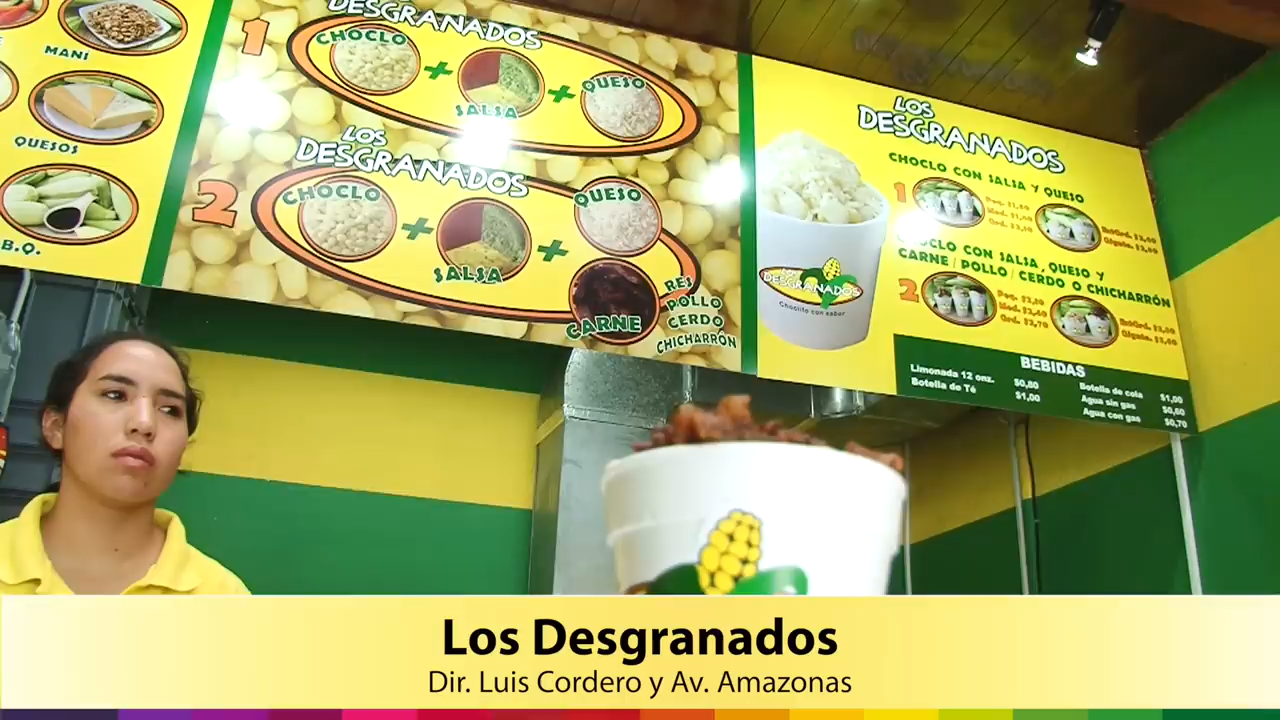 MANI
QUESOS
B.Q.
1
DESGRANADOS
CHOCLO
+
SALSA
+
QUESO
2
LOS
DESGRANADOS
CHOCLO
+
SALSA
+
QUESO
CARNE
RES
POLLO
CERDO
CHICHARRÓN
LOS
DESGRANADOS
Choclito con sabor
LOS
DESGRANADOS
CHOCLO CON SALSA Y QUESO
1
CHOCLO CON SALSA, QUESO Y
CARNE / POLLO / CERDO O CHICHARRÓN
2
BEBIDAS
Limonada 12 onz. $0,80
Botella de Té $1,00
Botella de cola $1,00
Agua sin gas $0,60
Agua con gas $0,70
Los Desgranados
Dir. Luis Cordero y Av. Amazonas